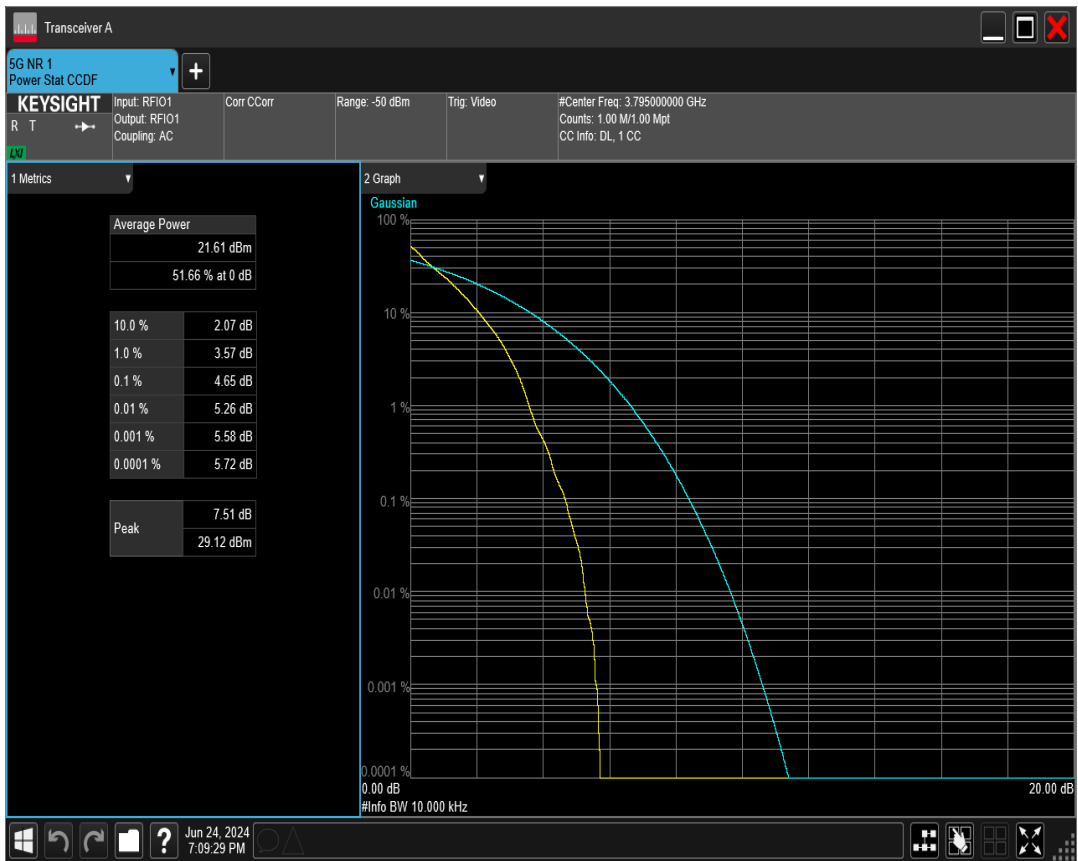 Transceiver A
5G NR 1
Power Stat CCDF
+
KEYSIGHT
R T
LXI
Input: RFIO1
Output: RFIO1
Coupling: AC
Corr CCorr
Range: -50 dBm
Trig: Video
#Center Freq: 3.795000000 GHz
Counts: 1.00 M/1.00 Mpt
CC Info: DL, 1 CC
1 Metrics
Average Power
21.61 dBm
51.66 % at 0 dB
10.0 % 2.07 dB
1.0 % 3.57 dB
0.1 % 4.65 dB
0.01 % 5.26 dB
0.001 % 5.58 dB
0.0001 % 5.72 dB
Peak 7.51 dB
29.12 dBm
2 Graph
Gaussian
100 %
10 %
1 %
0.1 %
0.01 %
0.001 %
0.0001 %
0.00 dB 20.00 dB
#Info BW 10.000 kHz
?
Jun 24, 2024
7:09:29 PM